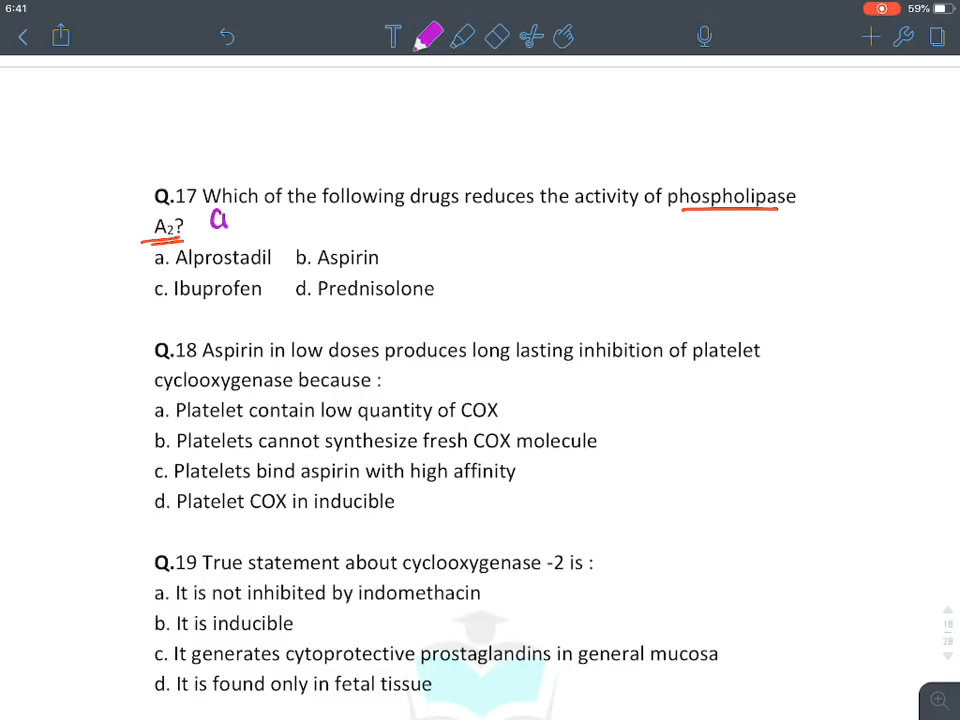 6:41
59%
T
Q.17 Which of the following drugs reduces the activity of phospholipase
A₂? a
a. Alprostadil b. Aspirin
c. Ibuprofen d. Prednisolone
Q.18 Aspirin in low doses produces long lasting inhibition of platelet
cyclooxygenase because :
a. Platelet contain low quantity of COX
b. Platelets cannot synthesize fresh COX molecule
c. Platelets bind aspirin with high affinity
d. Platelet COX in inducible
Q.19 True statement about cyclooxygenase -2 is :
a. It is not inhibited by indomethacin
b. It is inducible
c. It generates cytoprotective prostaglandins in general mucosa
d. It is found only in fetal tissue
18
28